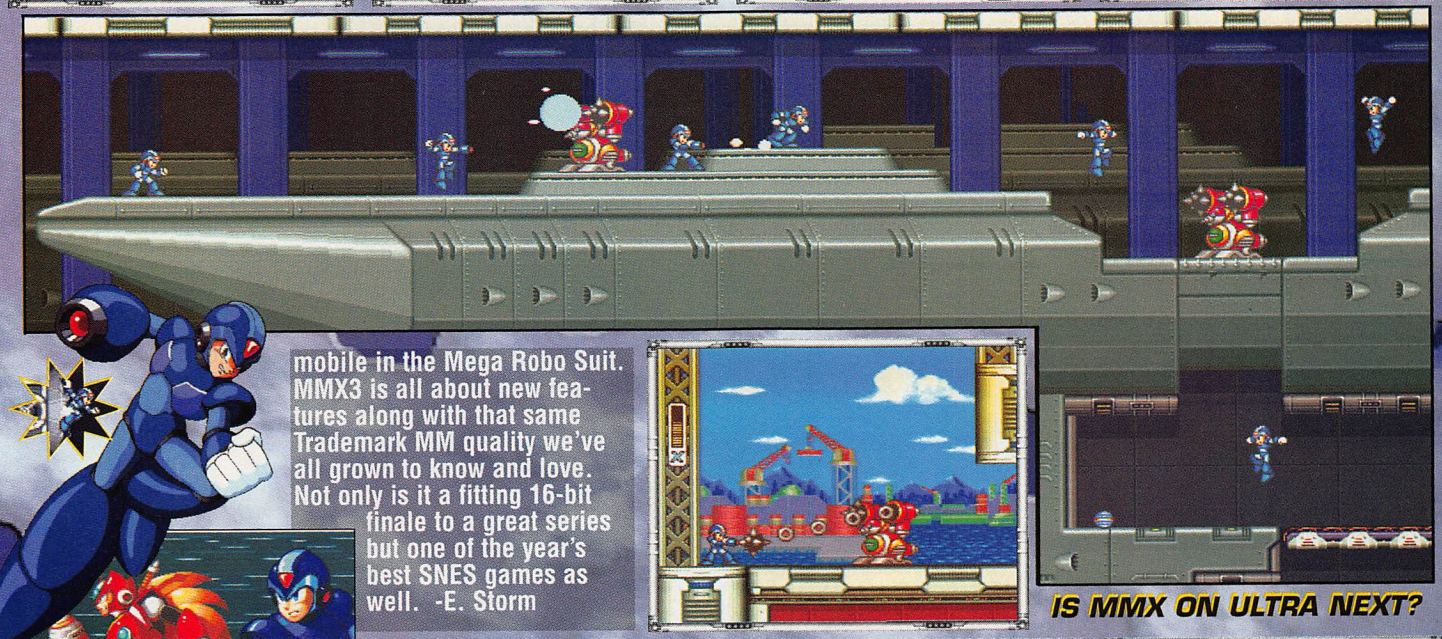 mobile in the Mega Robo Suit.
MMX3 is all about new fea-
tures along with that same
Trademark MM quality we've
all grown to know and love.
Not only is it a fitting 16-bit
finale to a great series
but one of the year's
best SNES games as
well. -E. Storm
X
IS MMX ON ULTRA NEXT?